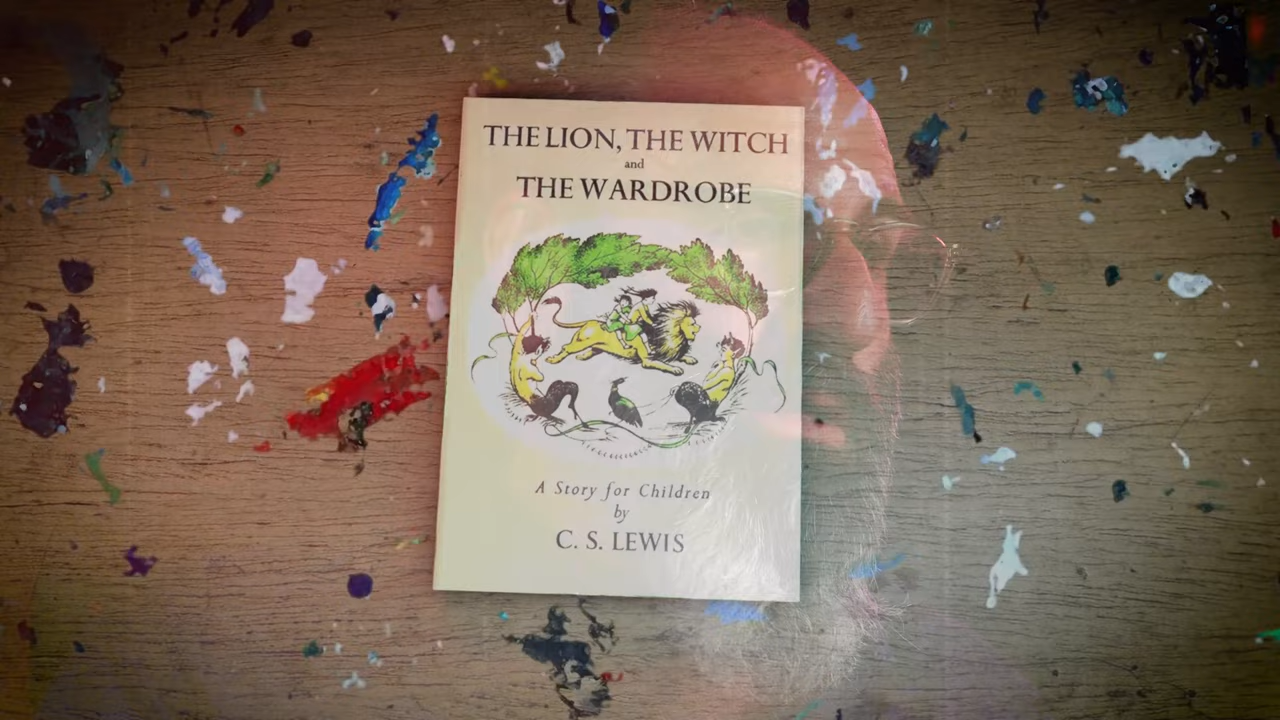 THE LION, THE WITCH
and
THE WARDROBE
A Story for Children
by
C. S. LEWIS